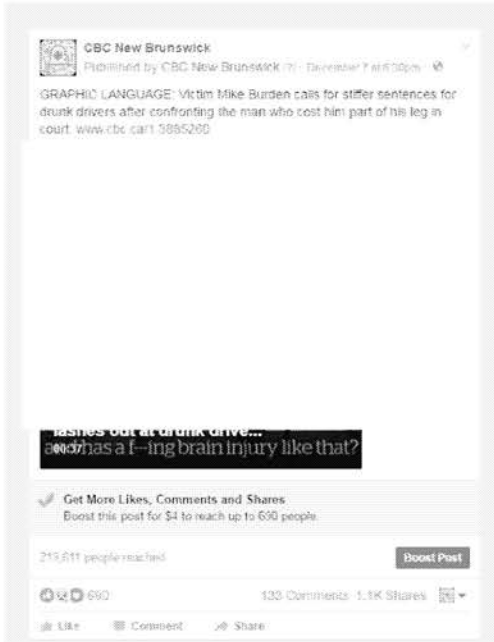 CBC New Brunswick
Published by CBC New Brunswick [?] · December 7 at 6:30pm ·
GRAPHIC LANGUAGE: Victim Mike Burden calls for stiffer sentences for
drunk drivers after confronting the man who cost him part of his leg in
court. www.cbc.ca/1.3885260
lashes out at drunk drive...
00:37 has a f--ing brain injury like that?
Get More Likes, Comments and Shares
Boost this post for $4 to reach up to 690 people.
213,611 people reached
Boost Post
690
133 Comments 1.1K Shares
Like Comment Share